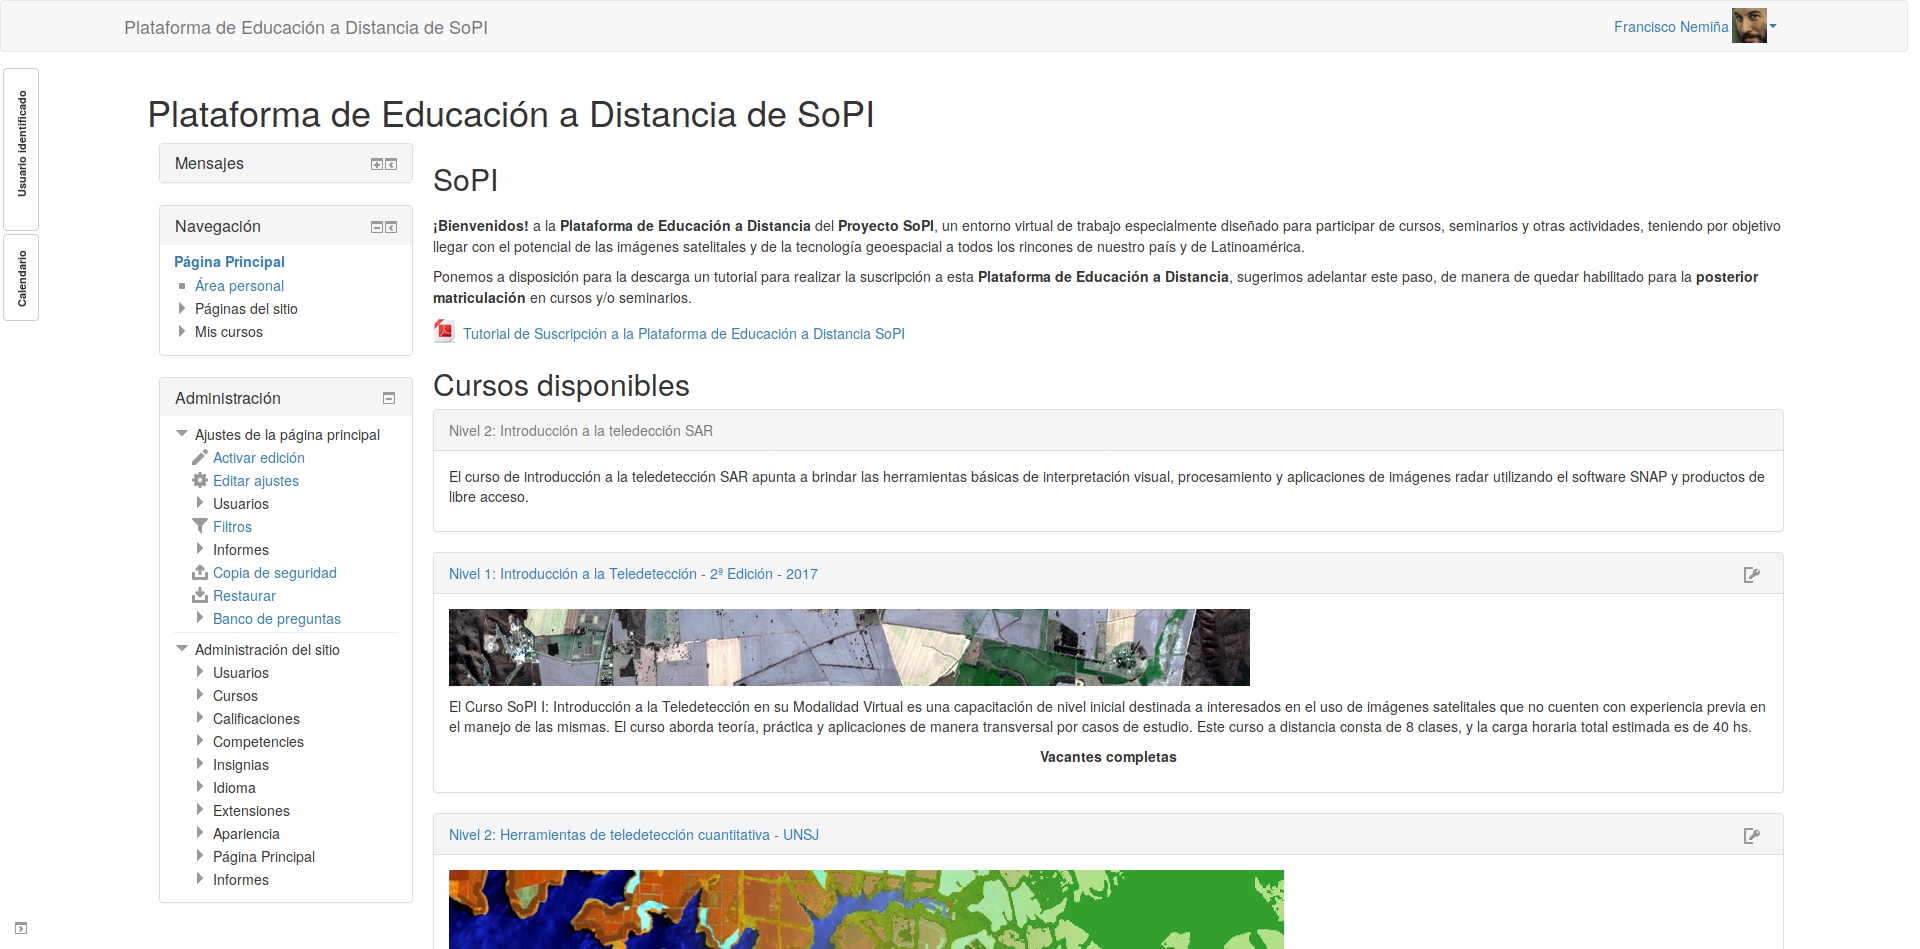 Plataforma de Educación a Distancia de SoPI
Francisco Nemiña
Usuario identificado
Calendario
Plataforma de Educación a Distancia de SoPI
Mensajes
Navegación
Página Principal
Área personal
Páginas del sitio
Mis cursos
Administración
Ajustes de la página principal
Activar edición
Editar ajustes
Usuarios
Filtros
Informes
Copia de seguridad
Restaurar
Banco de preguntas
Administración del sitio
Usuarios
Cursos
Calificaciones
Competencies
Insignias
Idioma
Extensiones
Apariencia
Página Principal
Informes
SoPI
¡Bienvenidos! a la Plataforma de Educación a Distancia del Proyecto SoPI, un entorno virtual de trabajo especialmente diseñado para participar de cursos, seminarios y otras actividades, teniendo por objetivo
llegar con el potencial de las imágenes satelitales y de la tecnología geoespacial a todos los rincones de nuestro país y de Latinoamérica.
Ponemos a disposición para la descarga un tutorial para realizar la suscripción a esta Plataforma de Educación a Distancia, sugerimos adelantar este paso, de manera de quedar habilitado para la posterior
matriculación en cursos y/o seminarios.
Tutorial de Suscripción a la Plataforma de Educación a Distancia SoPI
Cursos disponibles
Nivel 2: Introducción a la teledección SAR
El curso de introducción a la teledetección SAR apunta a brindar las herramientas básicas de interpretación visual, procesamiento y aplicaciones de imágenes radar utilizando el software SNAP y productos de
libre acceso.
Nivel 1: Introducción a la Teledetección - 2ª Edición - 2017
El Curso SoPI I: Introducción a la Teledetección en su Modalidad Virtual es una capacitación de nivel inicial destinada a interesados en el uso de imágenes satelitales que no cuenten con experiencia previa en
el manejo de las mismas. El curso aborda teoría, práctica y aplicaciones de manera transversal por casos de estudio. Este curso a distancia consta de 8 clases, y la carga horaria total estimada es de 40 hs.
Vacantes completas
Nivel 2: Herramientas de teledetección cuantitativa - UNSJ